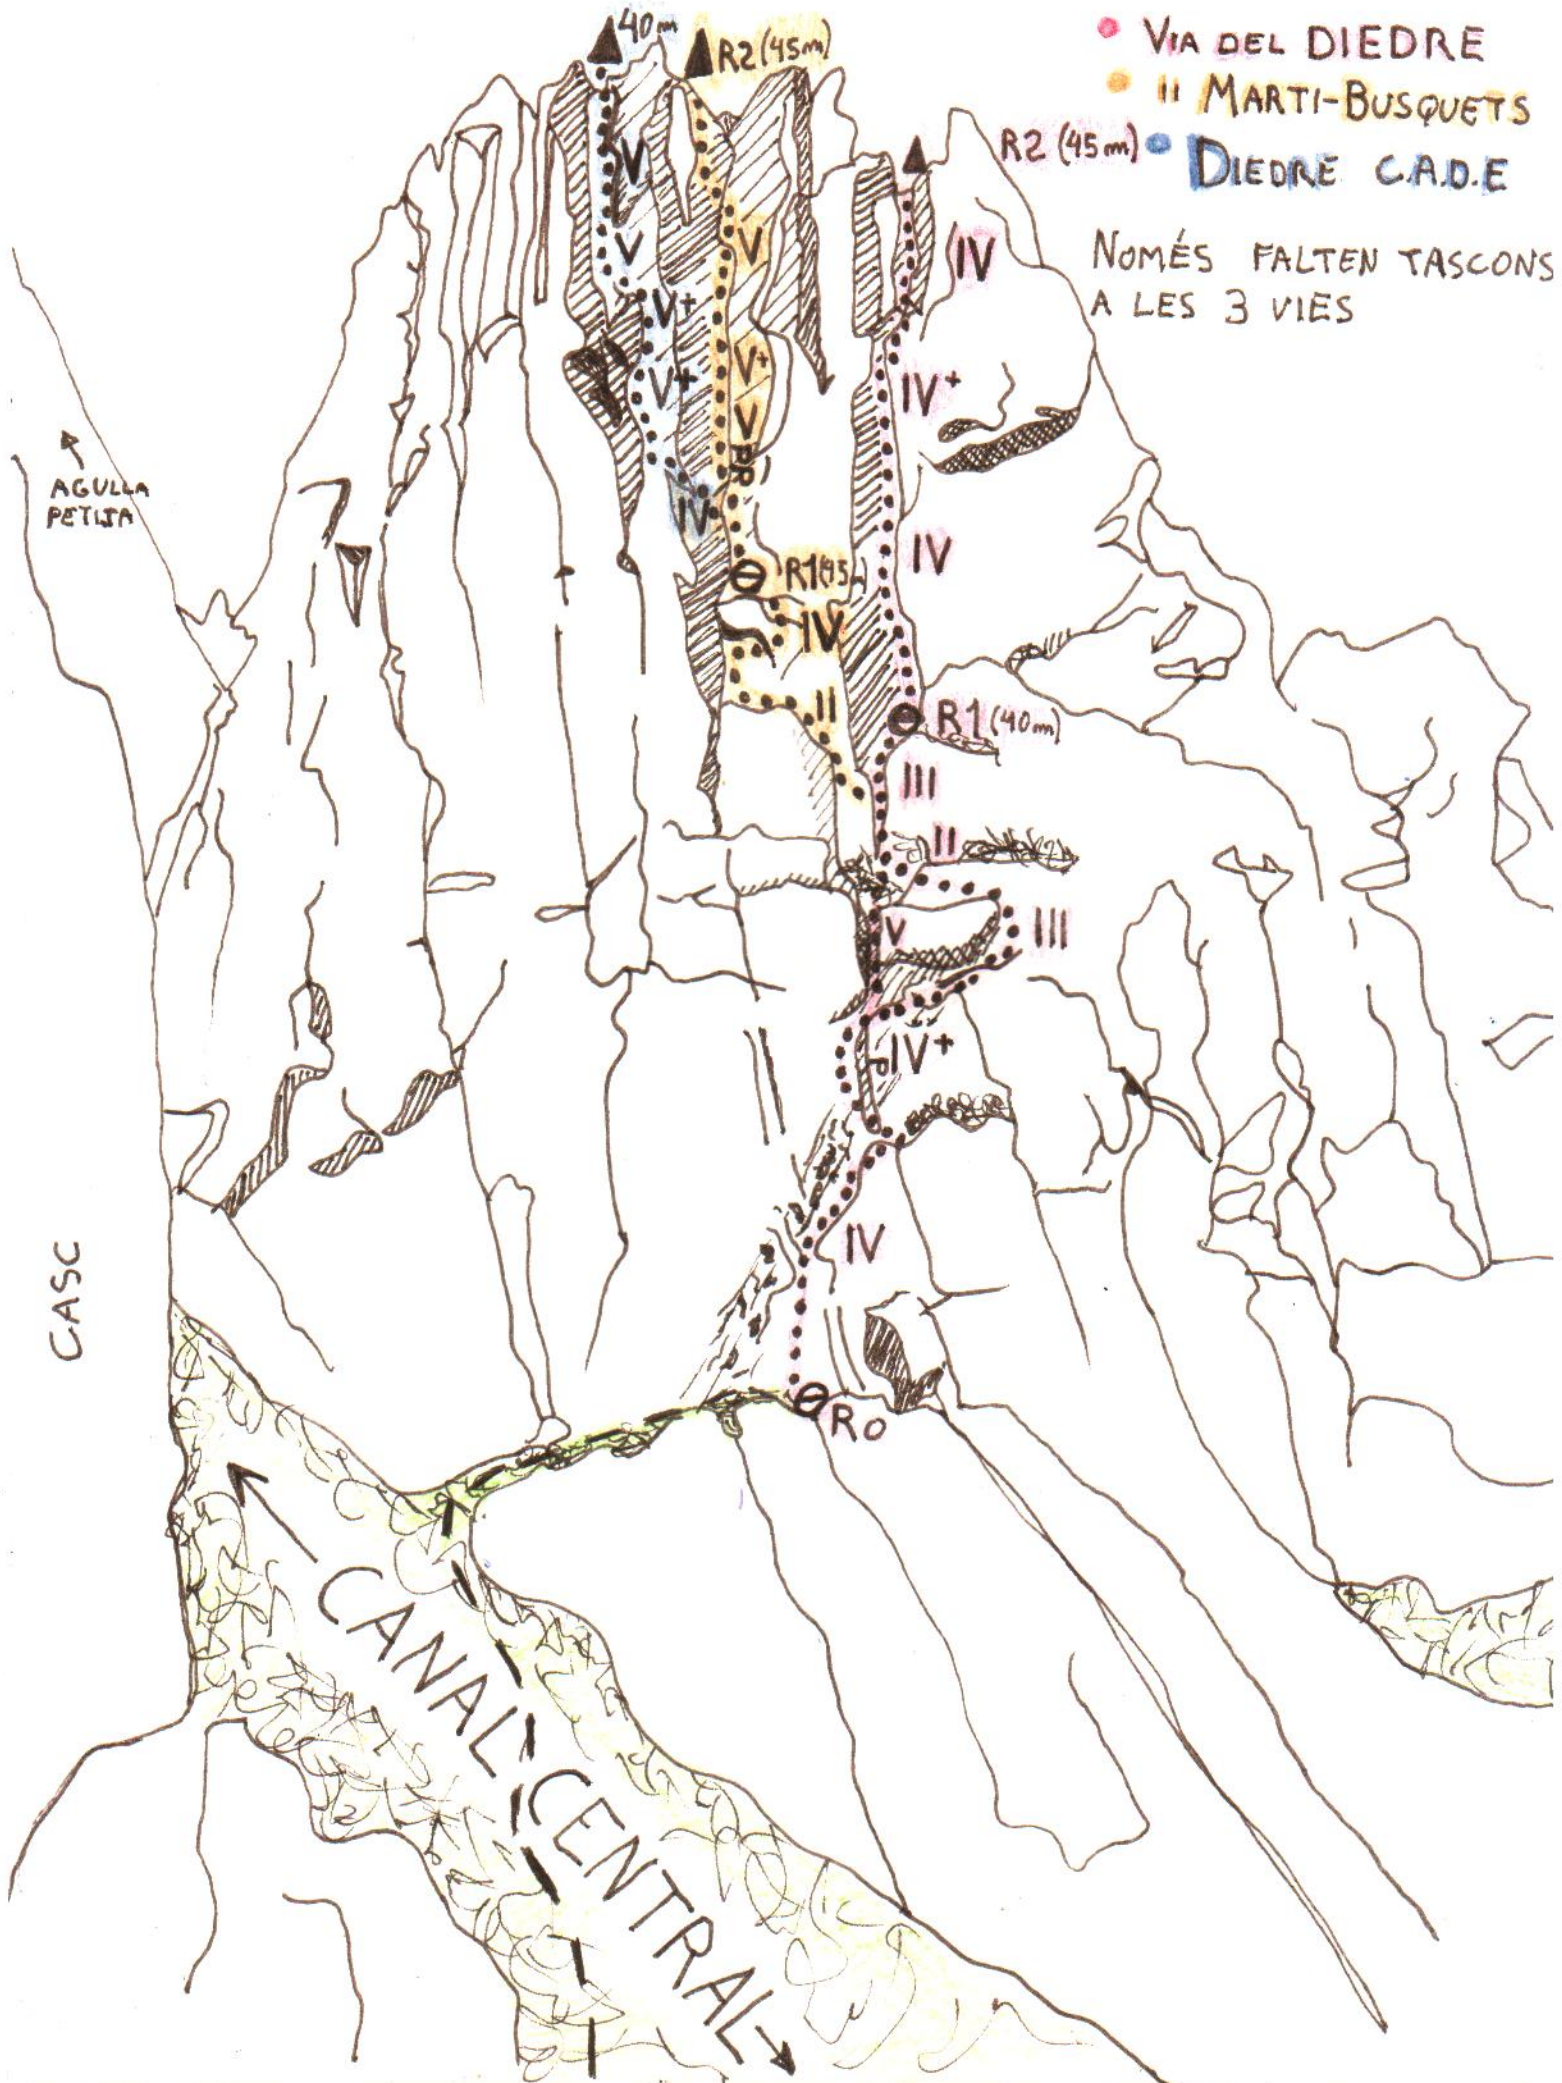 40m
R2 (45m)
VIA DEL DIEDRE
II MARTI-BUSQUETS
R2 (45m)
DIEDRE C.A.D.E
NOMÉS FALTEN TASCONS
A LES 3 VIES
V
V
V
IV
V+
V+
V+
IV+
V
AGULLA
PETITA
IV
IV
R1
IV
II
R1 (40m)
III
II
V
III
IV+
IV
CASC
R0
CANAL CENTRAL